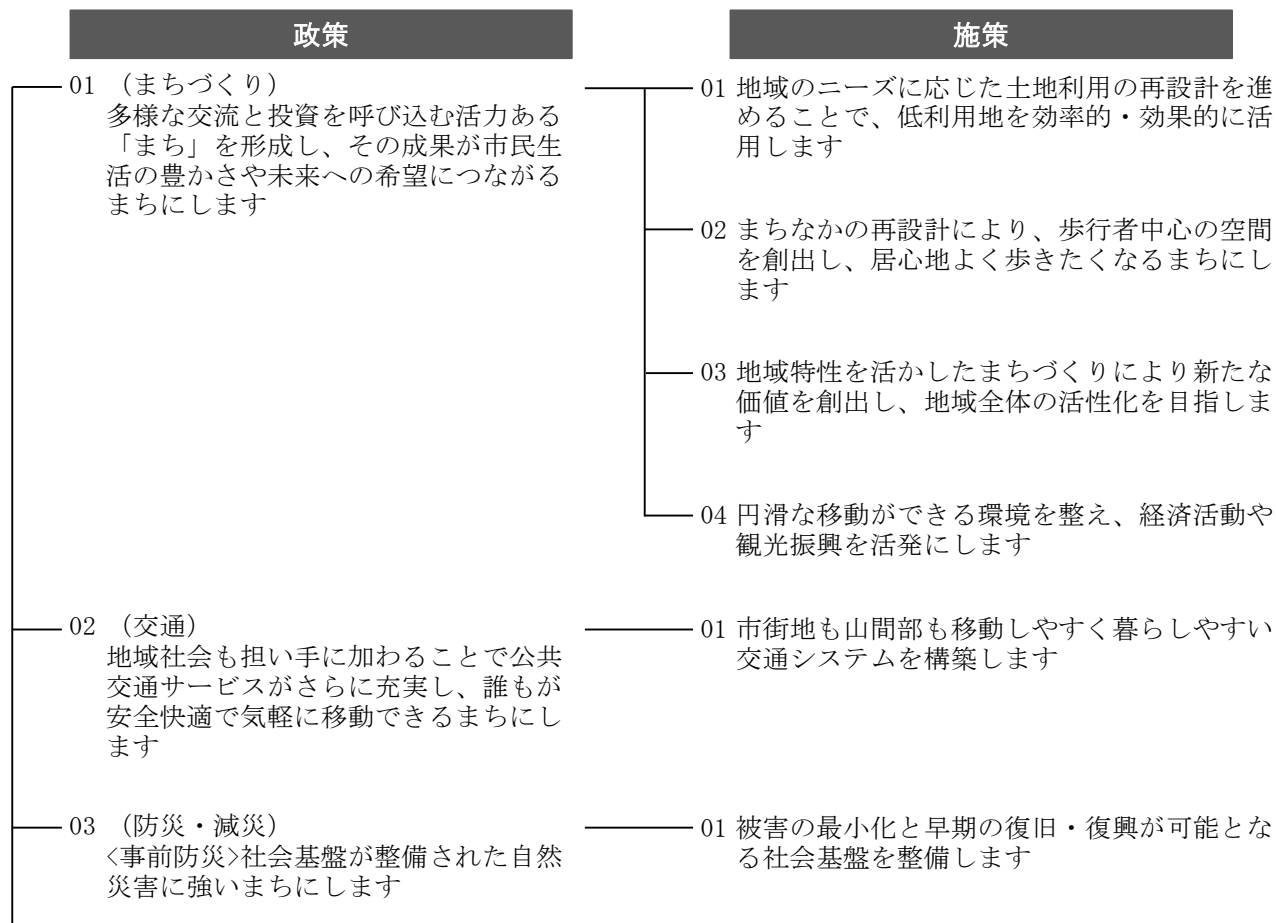 政策
施策
01 （まちづくり）
多様な交流と投資を呼び込む活力ある
「まち」を形成し、その成果が市民生
活の豊かさや未来への希望につながる
まちにします
01 地域のニーズに応じた土地利用の再設計を進
めることで、低利用地を効率的・効果的に活
用します
02 まちなかの再設計により、歩行者中心の空間
を創出し、居心地よく歩きたくなるまちにし
ます
03 地域特性を活かしたまちづくりにより新たな
価値を創出し、地域全体の活性化を目指しま
す
04 円滑な移動ができる環境を整え、経済活動や
観光振興を活発にします
02 （交通）
地域社会も担い手に加わることで公共
交通サービスがさらに充実し、誰もが
安全快適で気軽に移動できるまちにし
ます
01 市街地も山間部も移動しやすく暮らしやすい
交通システムを構築します
03 （防災・減災）
<事前防災>社会基盤が整備された自然
災害に強いまちにします
01 被害の最小化と早期の復旧・復興が可能とな
る社会基盤を整備します